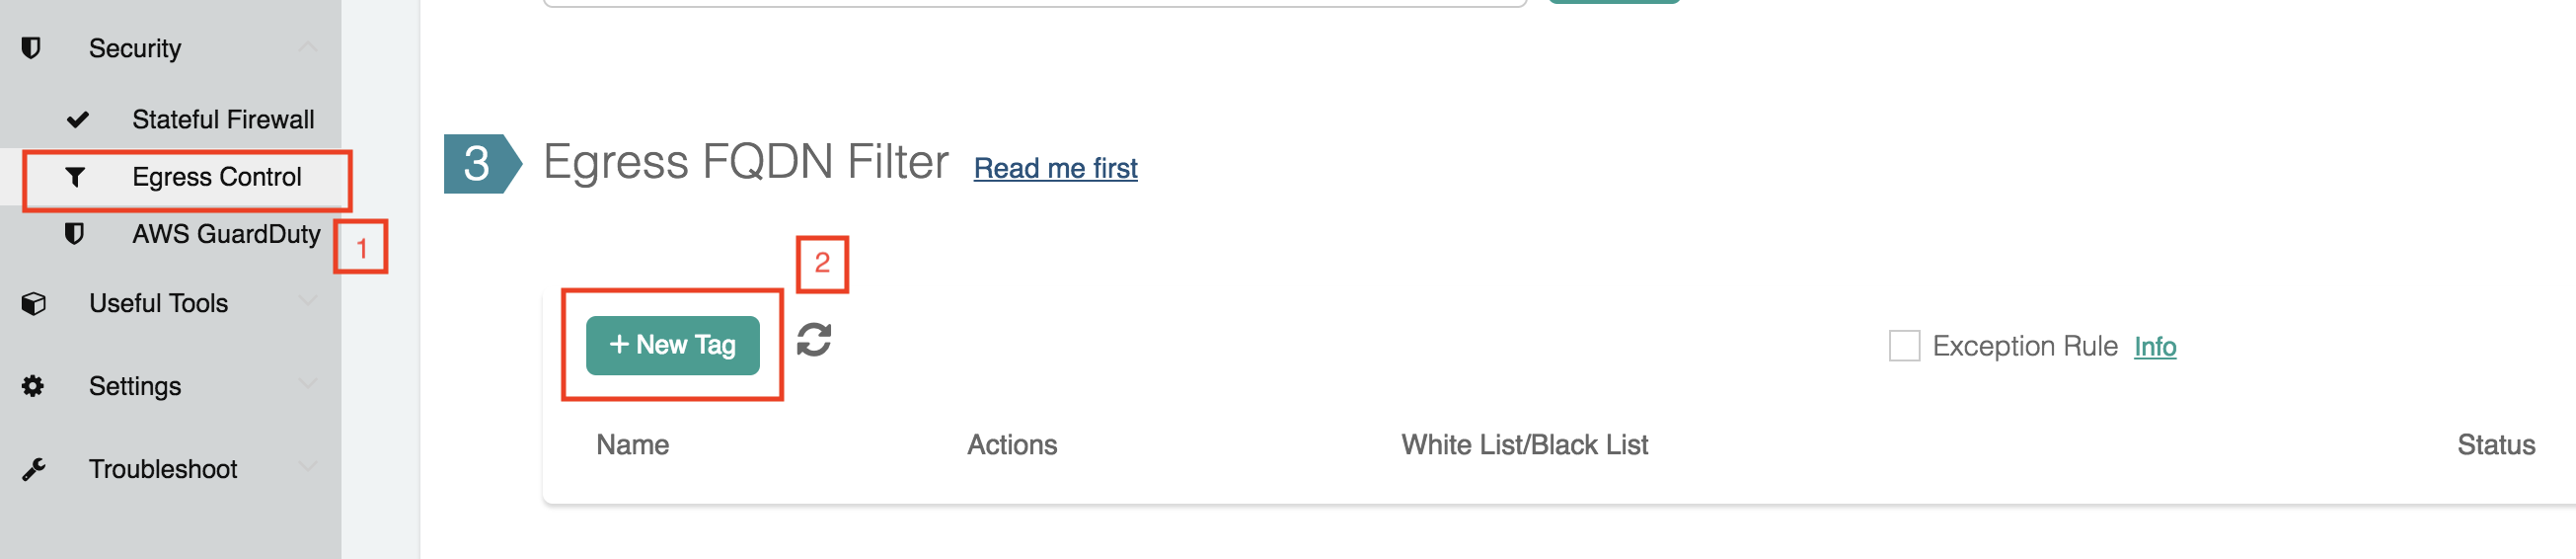 Security
Stateful Firewall
Egress Control
AWS GuardDuty
1
Useful Tools
Settings
Troubleshoot
3 Egress FQDN Filter Read me first
2
+ New Tag
Exception Rule Info
Name Actions White List/Black List Status